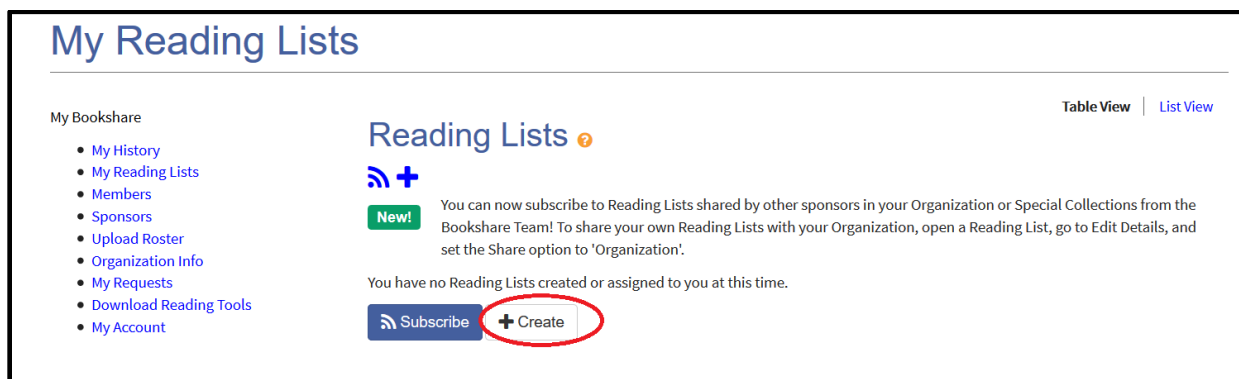 My Reading Lists
Table View
List View
My Bookshare
My History
My Reading Lists
Members
Sponsors
Upload Roster
Organization Info
My Requests
Download Reading Tools
My Account
Reading Lists ?
New!
You can now subscribe to Reading Lists shared by other sponsors in your Organization or Special Collections from the
Bookshare Team! To share your own Reading Lists with your Organization, open a Reading List, go to Edit Details, and
set the Share option to 'Organization'.
You have no Reading Lists created or assigned to you at this time.
Subscribe
Create